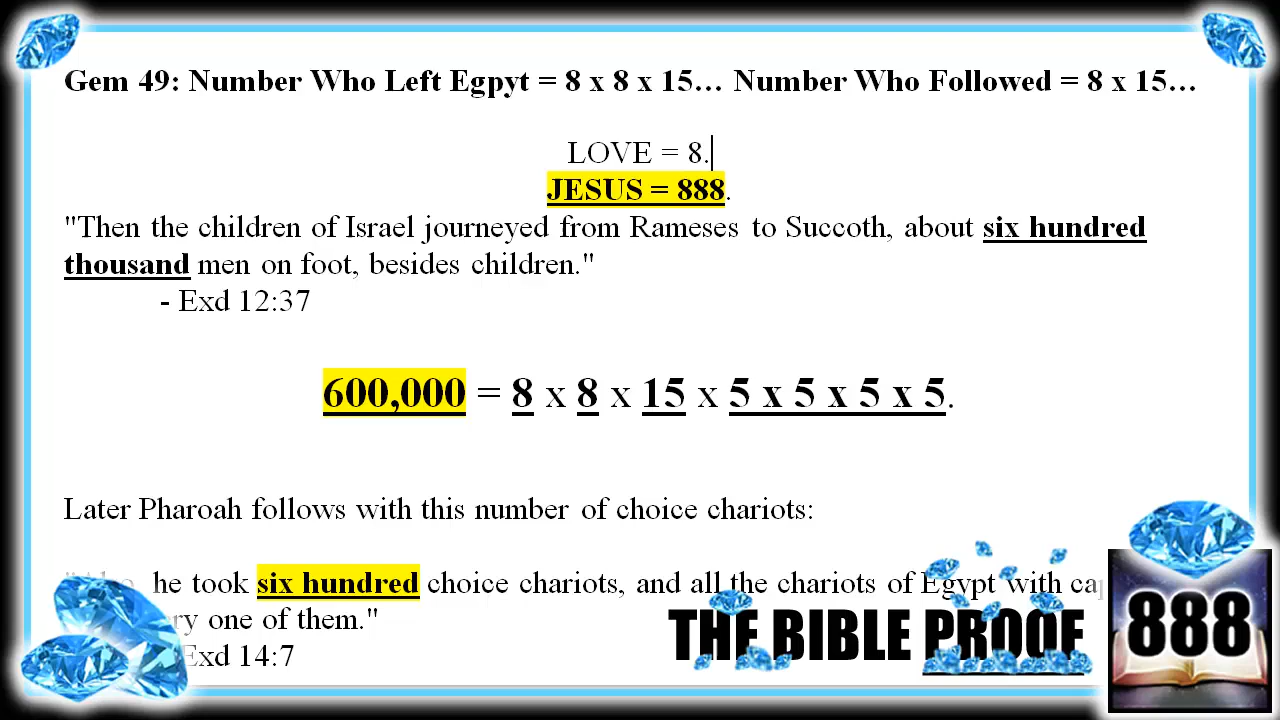 Gem 49: Number Who Left Egpyt = 8 x 8 x 15… Number Who Followed = 8 x 15…
LOVE = 8.
JESUS = 888.
"Then the children of Israel journeyed from Rameses to Succoth, about six hundred
thousand men on foot, besides children."
- Exd 12:37
600,000 = 8 x 8 x 15 x 5 x 5 x 5 x 5.
Later Pharoah follows with this number of choice chariots:
he took six hundred choice chariots, and all the chariots of Egypt with
one of them."
Exd 14:7
THE BIBLE PROOF
888